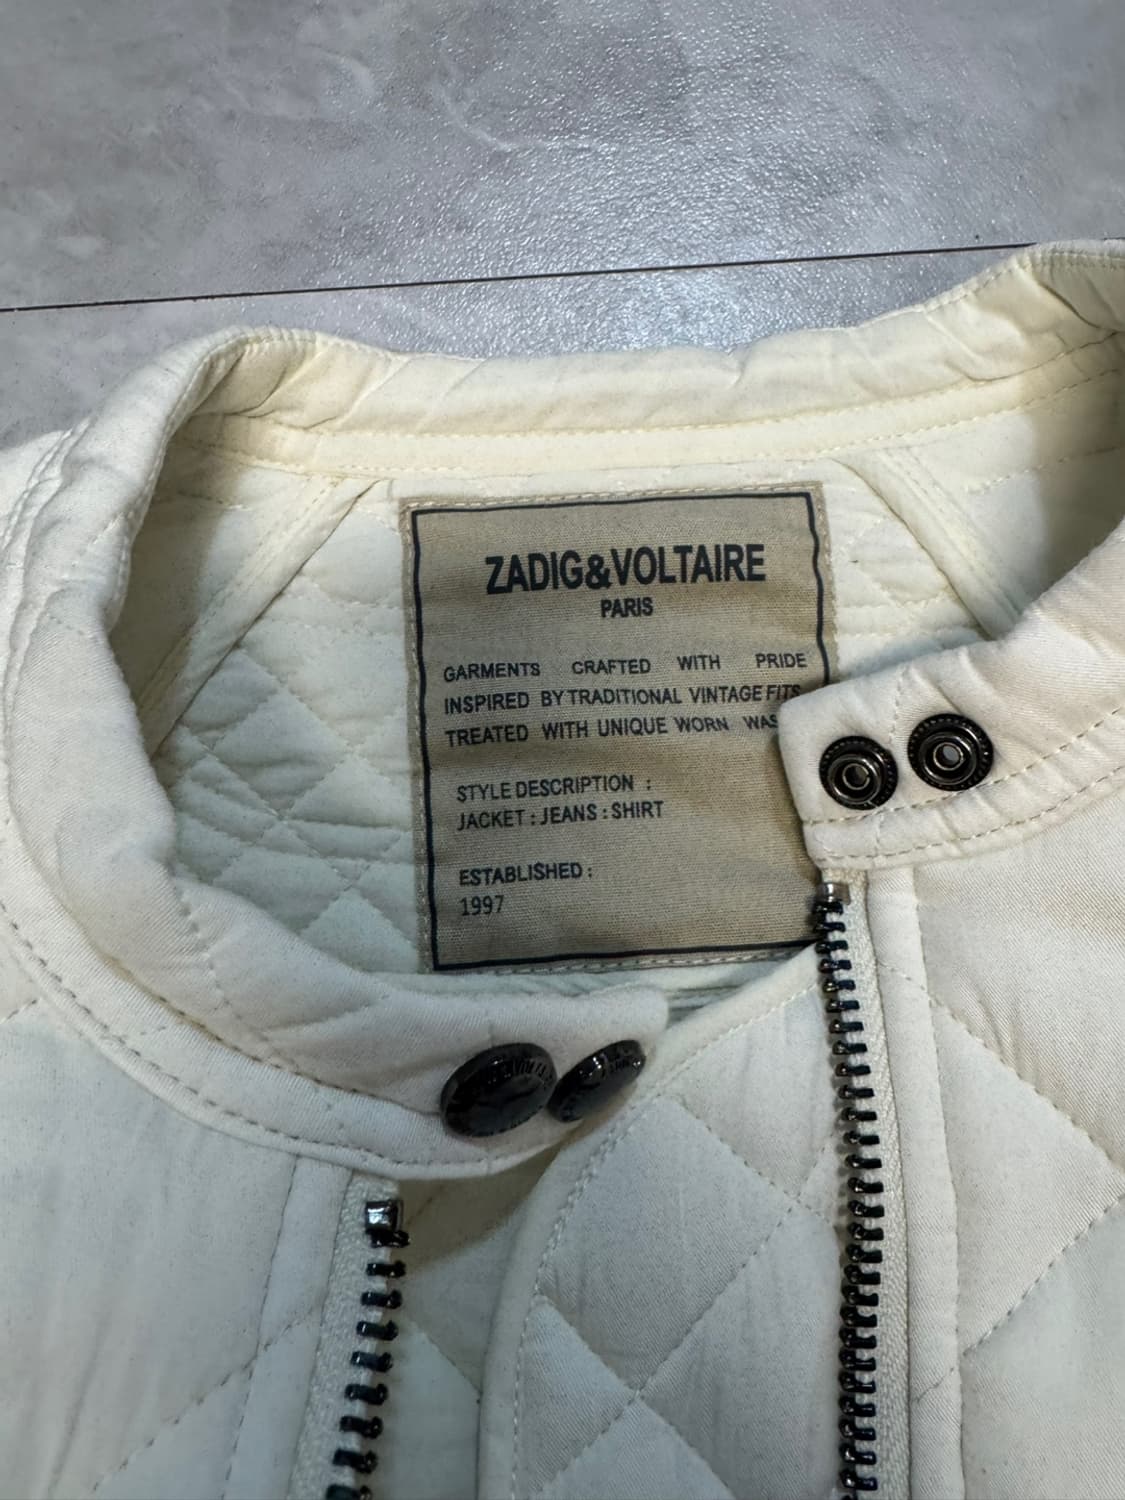 ZADIG&VOLTAIRE
PARIS
GARMENTS CRAFTED WITH PRIDE
INSPIRED BY TRADITIONAL VINTAGE FITS
TREATED WITH UNIQUE WORN
STYLE DESCRIPTION :
JACKET : JEANS : SHIRT
ESTABLISHED :
1997